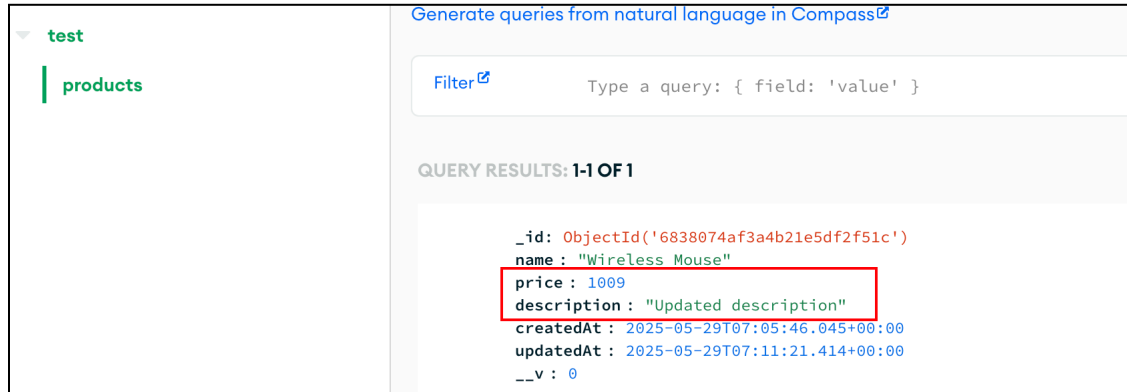 test
products
Generate queries from natural language in Compass
Filter
Type a query: { field: 'value' }
QUERY RESULTS: 1-1 OF 1
_id: ObjectId('6838074af3a4b21e5df2f51c')
name : "Wireless Mouse"
price : 1009
description : "Updated description"
createdAt : 2025-05-29T07:05:46.045+00:00
updatedAt : 2025-05-29T07:11:21.414+00:00
__v : 0